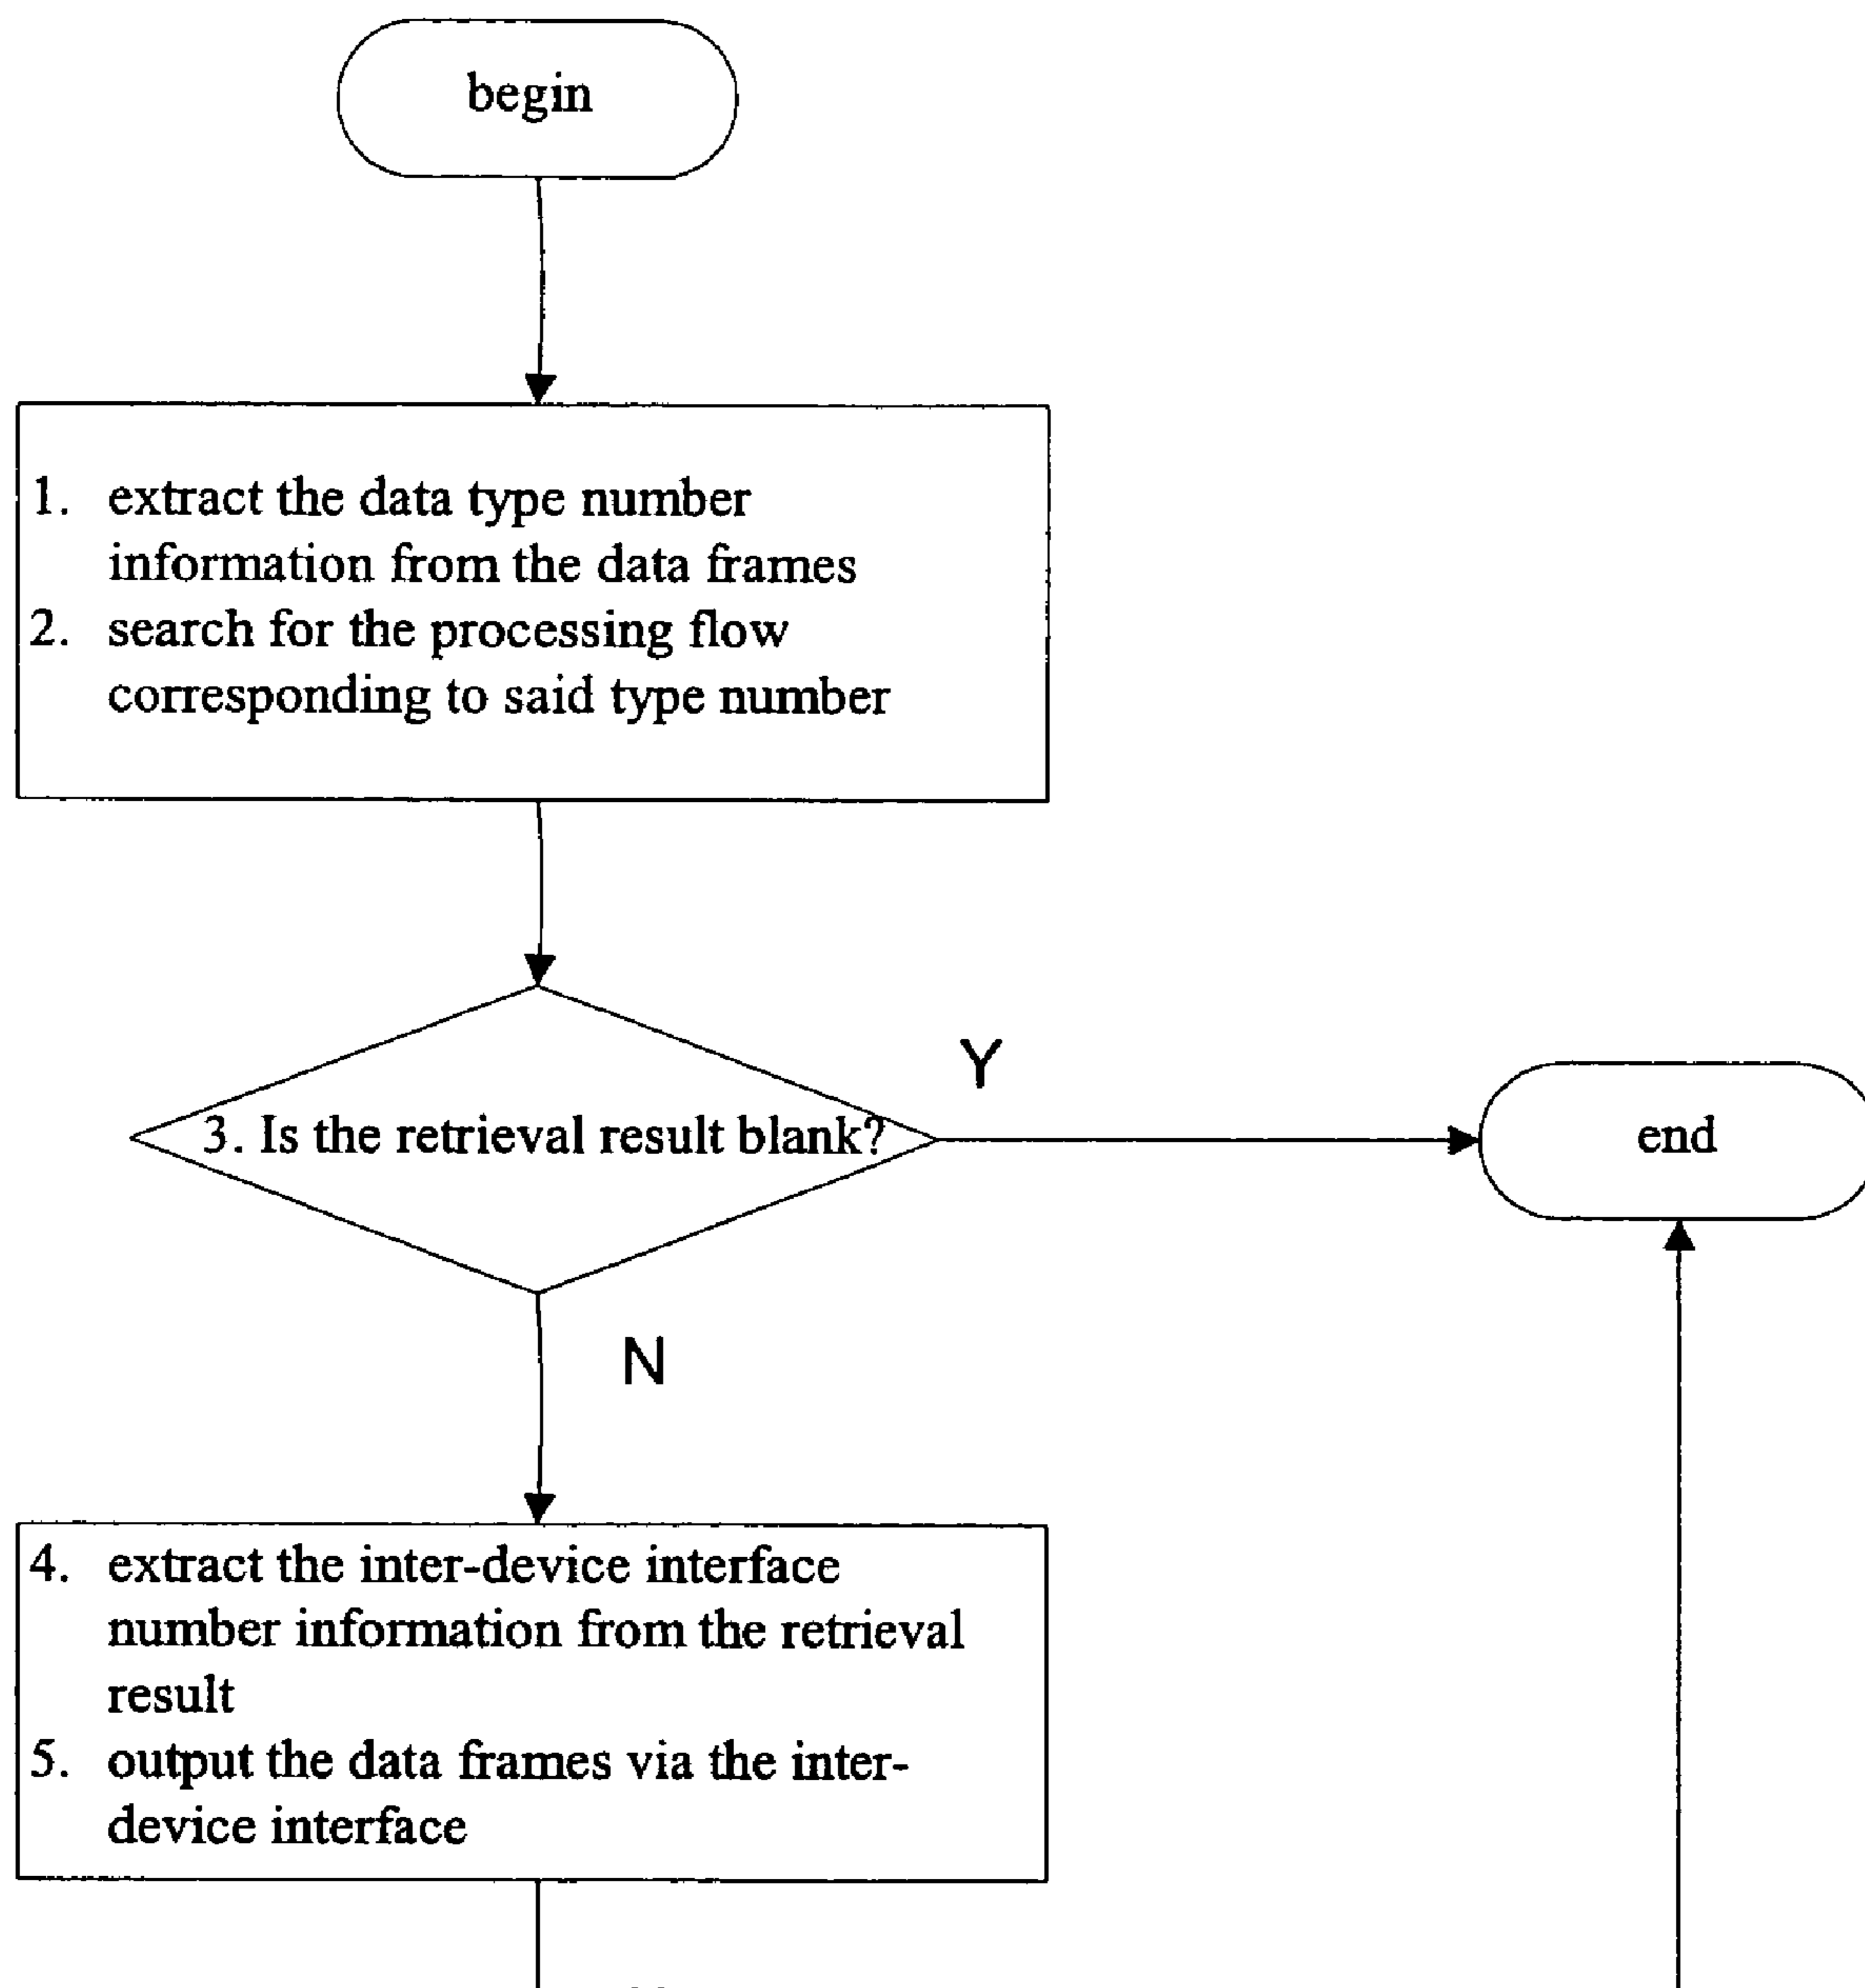 begin
1. extract the data type number
information from the data frames
2. search for the processing flow
corresponding to said type number
3. Is the retrieval result blank?
Y
end
N
4. extract the inter-device interface
number information from the retrieval
result
5. output the data frames via the inter-
device interface